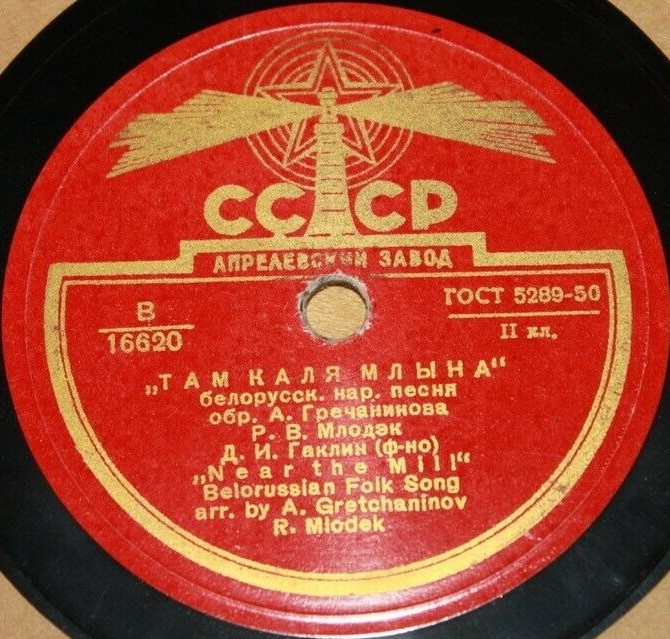 СССР
АПРЕЛЕВСКИЙ ЗАВОД
В
16620
ГОСТ 5289-50
II кл.
„ТАМ КАЛЯ МЛЫНА“
белорусск. нар. песня
обр. А. Гречанинова
Р. В. Млодэк
Д. И. Гаклин (ф-но)
„Near the Mill“
Belorussian Folk Song
arr. by A. Gretchaninov
R. Mlodek